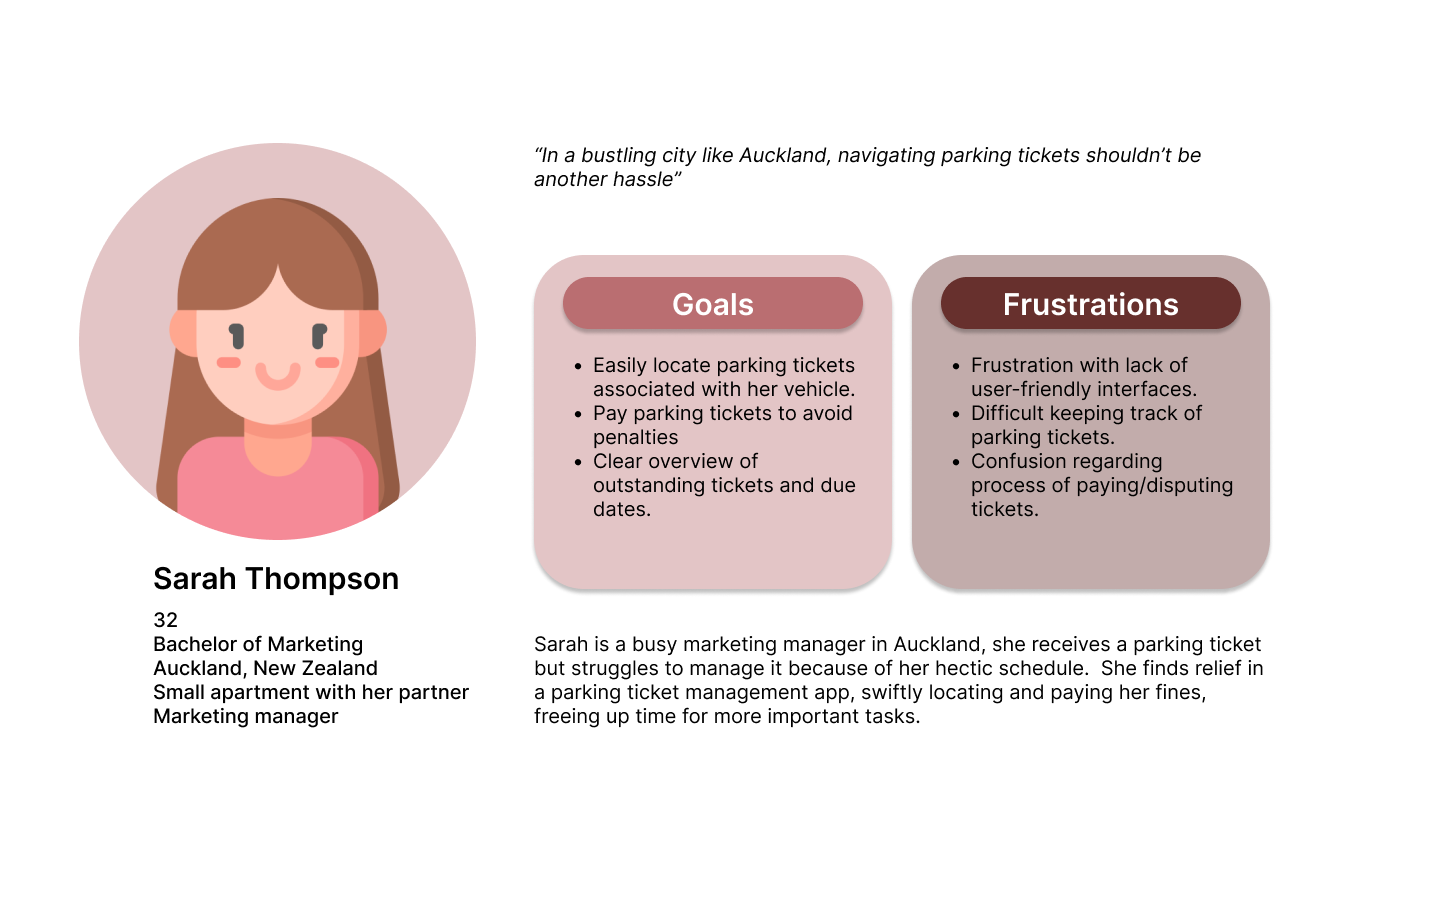 “In a bustling city like Auckland, navigating parking tickets shouldn’t be
another hassle”
Goals
• Easily locate parking tickets
associated with her vehicle.
• Pay parking tickets to avoid
penalties
• Clear overview of
outstanding tickets and due
dates.
Frustrations
• Frustration with lack of
user-friendly interfaces.
• Difficult keeping track of
parking tickets.
• Confusion regarding
process of paying/disputing
tickets.
Sarah Thompson
32
Bachelor of Marketing
Auckland, New Zealand
Small apartment with her partner
Marketing manager
Sarah is a busy marketing manager in Auckland, she receives a parking ticket
but struggles to manage it because of her hectic schedule.  She finds relief in
a parking ticket management app, swiftly locating and paying her fines,
freeing up time for more important tasks.